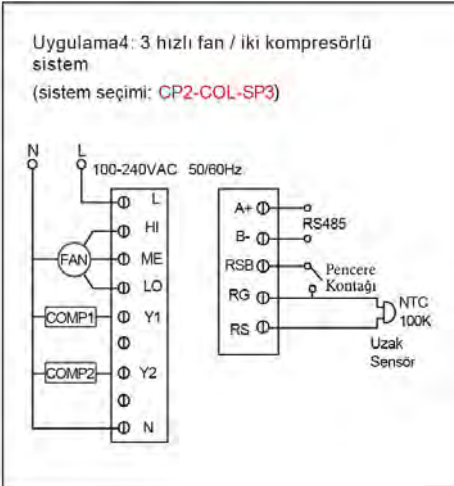 Uygulama4: 3 hızlı fan / iki kompresörlü
sistem
(sistem seçimi: CP2-COL-SP3)
N
L
100-240VAC 50/60Hz
L
HI
FAN
ME
LO
COMP1
Y1
COMP2
Y2
N
A+
RS485
B-
RSB
Pencere
Kontağı
RG
NTC
100K
RS
Uzak
Sensör